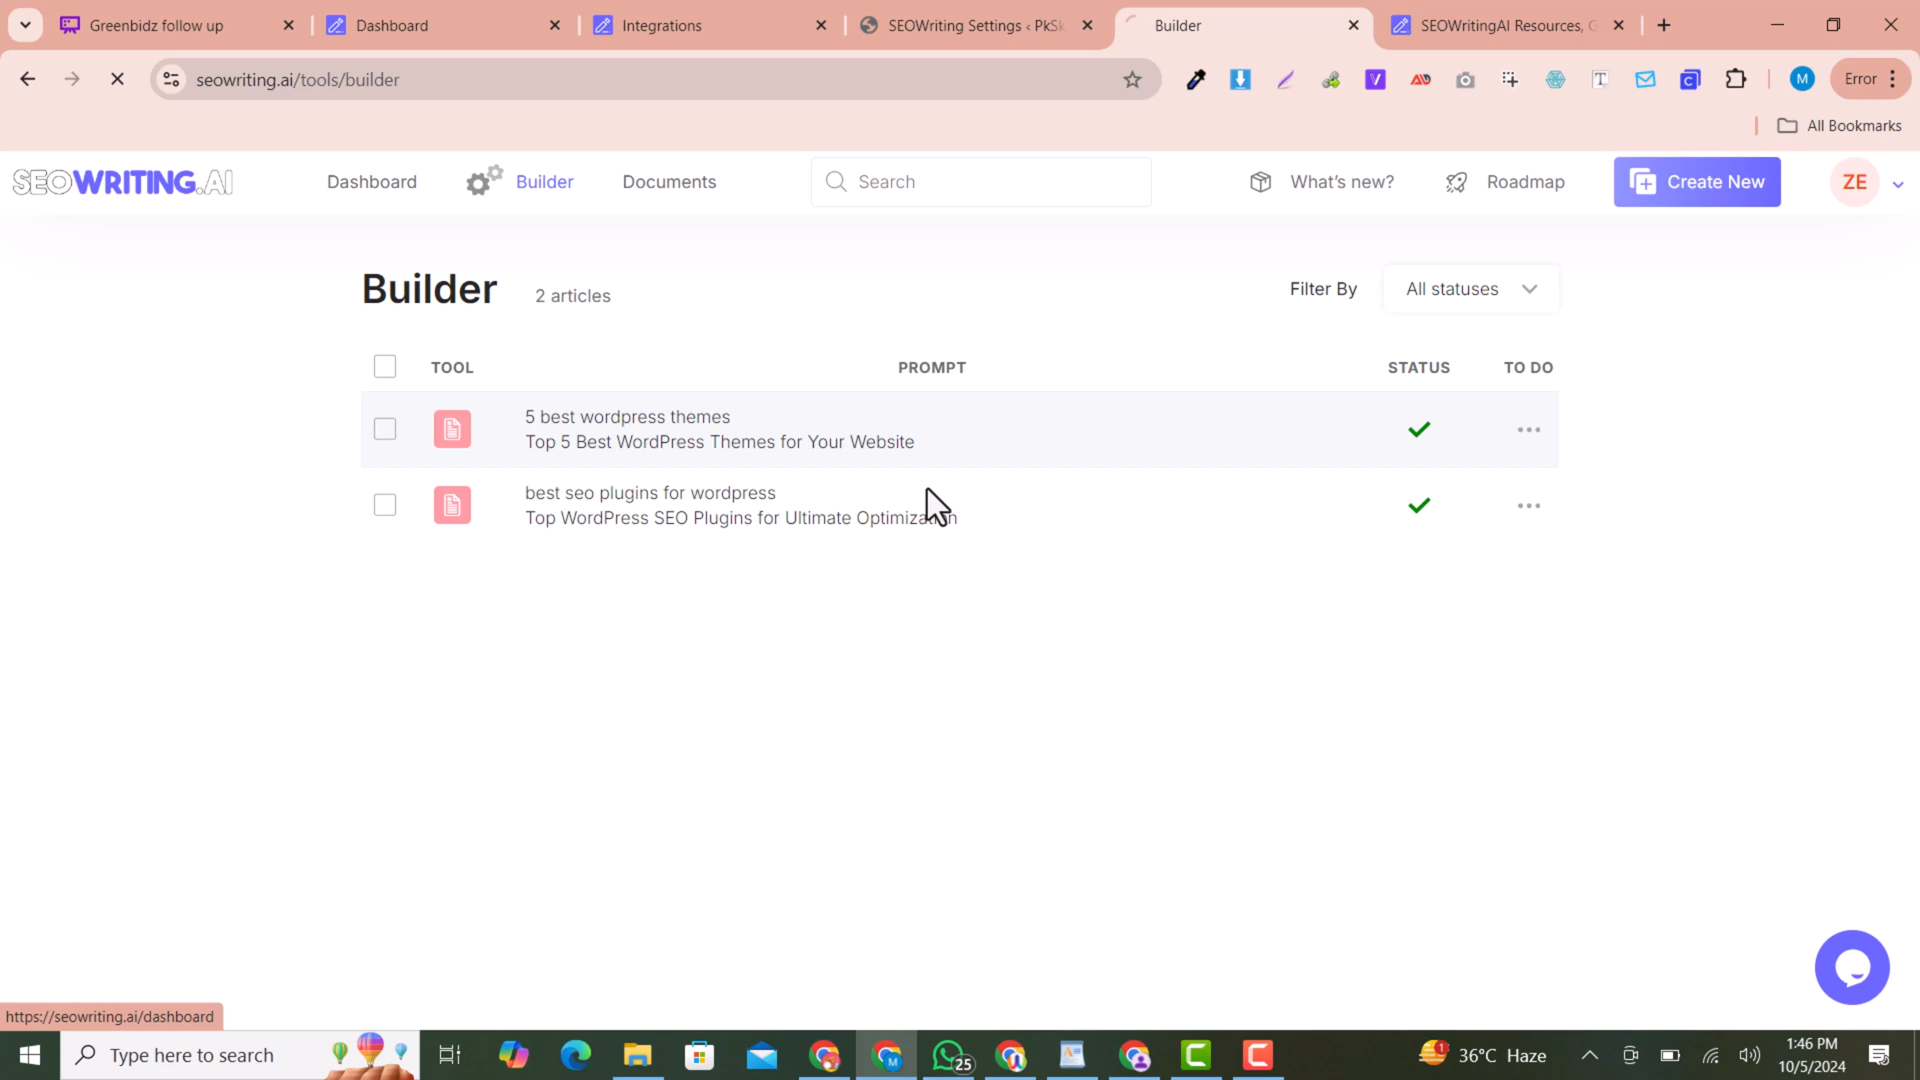 Greenbidz follow up
Dashboard
Integrations
SEOWriting Settings ‹ PkSk
Builder
SEOWritingAI Resources, G
seowriting.ai/tools/builder
Error
All Bookmarks
SEOWRITING.AI
Dashboard
Builder
Documents
Search
What's new?
Roadmap
Create New
ZE
Builder
2 articles
Filter By
All statuses
TOOL
PROMPT
STATUS
TO DO
5 best wordpress themes
Top 5 Best WordPress Themes for Your Website
best seo plugins for wordpress
Top WordPress SEO Plugins for Ultimate Optimization
https://seowriting.ai/dashboard
Type here to search
25
36°C Haze
1:46 PM
10/5/2024